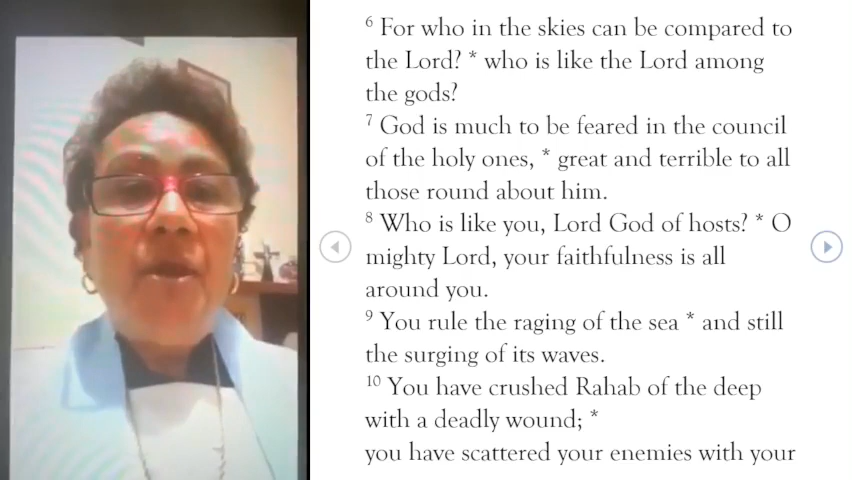 ⁶ For who in the skies can be compared to
the Lord? * who is like the Lord among
the gods?
⁷ God is much to be feared in the council
of the holy ones, * great and terrible to all
those round about him.
⁸ Who is like you, Lord God of hosts? * O
mighty Lord, your faithfulness is all
around you.
⁹ You rule the raging of the sea * and still
the surging of its waves.
¹⁰ You have crushed Rahab of the deep
with a deadly wound; *
you have scattered your enemies with your